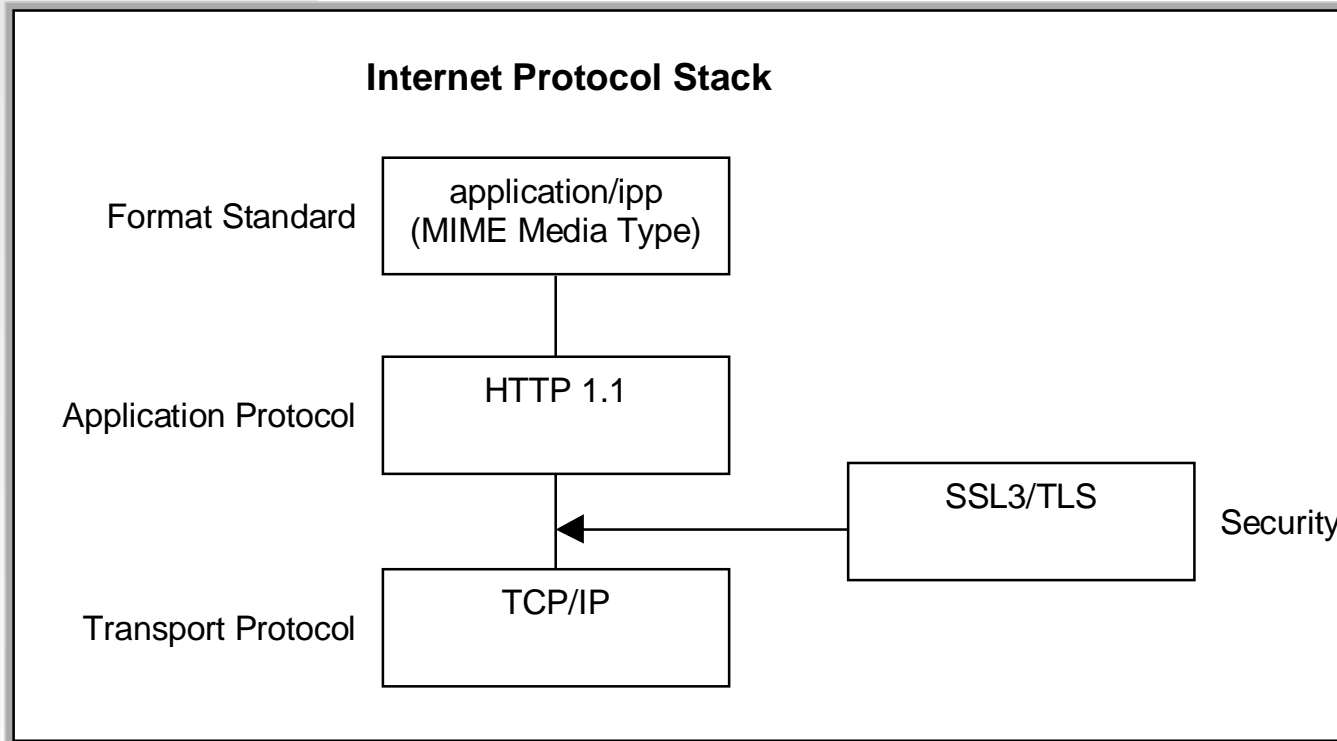 Internet Protocol Stack
Format Standard
application/ipp
(MIME Media Type)
Application Protocol
HTTP 1.1
SSL3/TLS
Security
Transport Protocol
TCP/IP